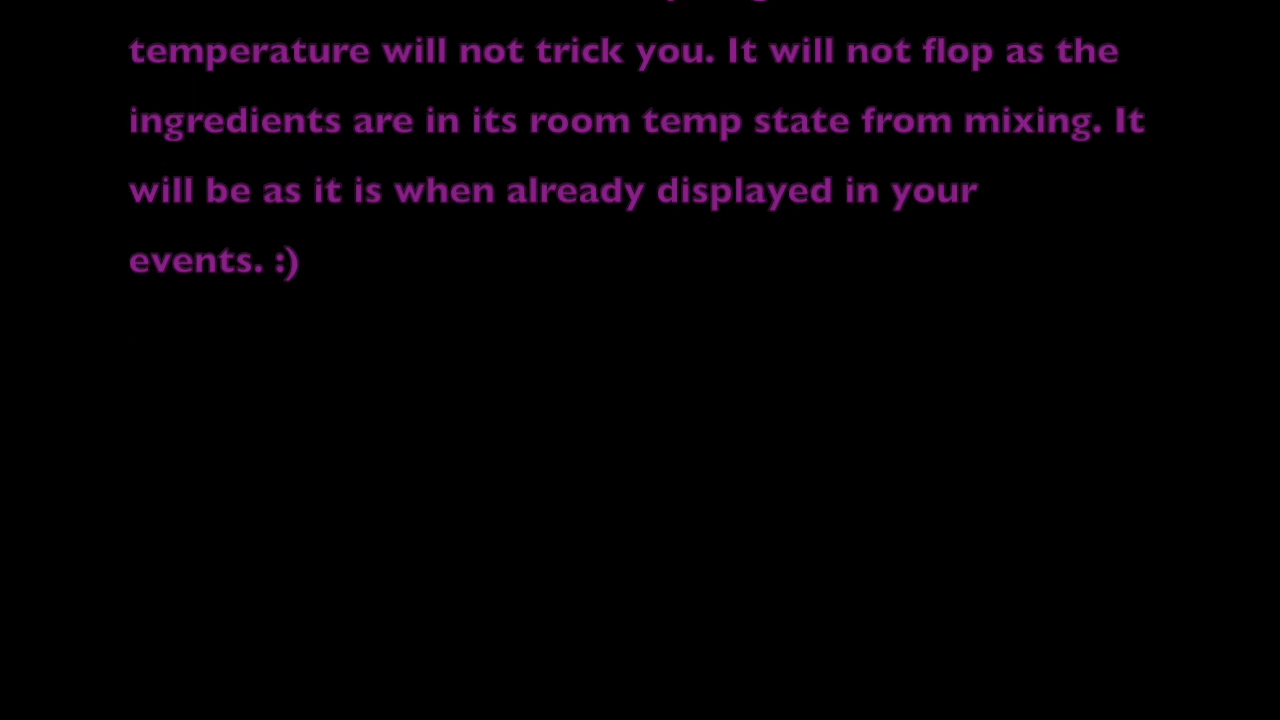 temperature will not trick you. It will not flop as the
ingredients are in its room temp state from mixing. It
will be as it is when already displayed in your
events. :)